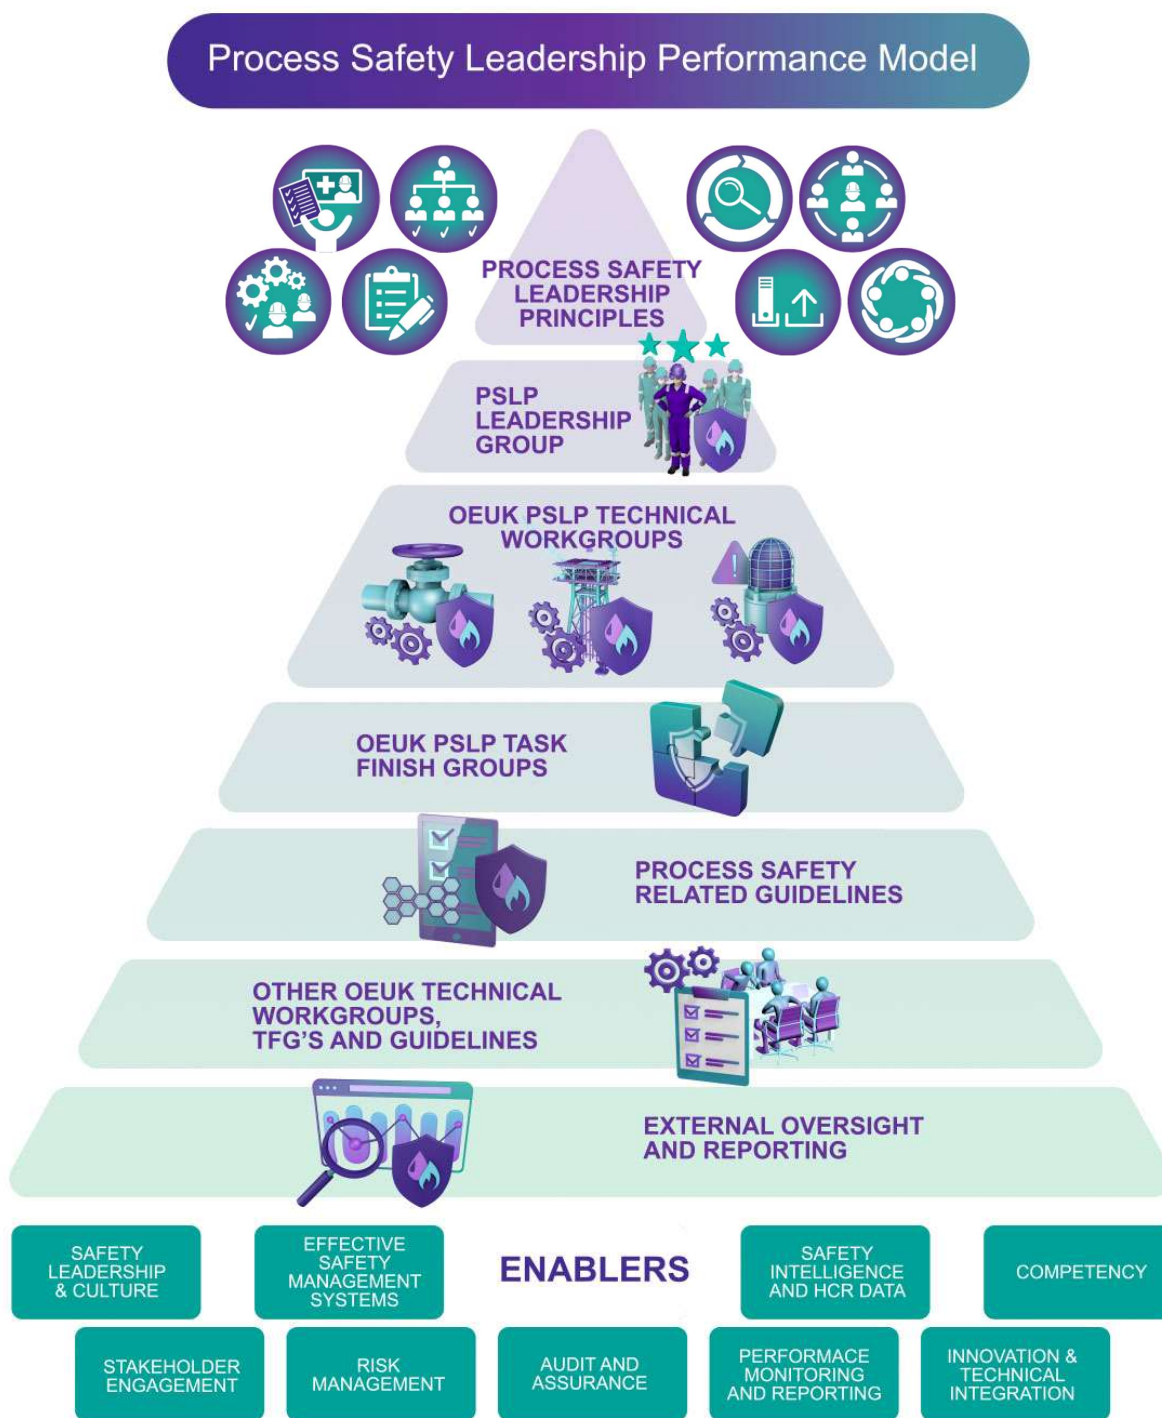 Process Safety Leadership Performance Model
PROCESS SAFETY
LEADERSHIP
PRINCIPLES
PSLP
LEADERSHIP
GROUP
OEUK PSLP TECHNICAL
WORKGROUPS
OEUK PSLP TASK
FINISH GROUPS
PROCESS SAFETY
RELATED GUIDELINES
OTHER OEUK TECHNICAL
WORKGROUPS,
TFG'S AND GUIDELINES
EXTERNAL OVERSIGHT
AND REPORTING
SAFETY
LEADERSHIP
& CULTURE
EFFECTIVE
SAFETY
MANAGEMENT
SYSTEMS
ENABLERS
SAFETY
INTELLIGENCE
AND HCR DATA
COMPETENCY
STAKEHOLDER
ENGAGEMENT
RISK
MANAGEMENT
AUDIT AND
ASSURANCE
PERFORMACE
MONITORING
AND REPORTING
INNOVATION &
TECHNICAL
INTEGRATION